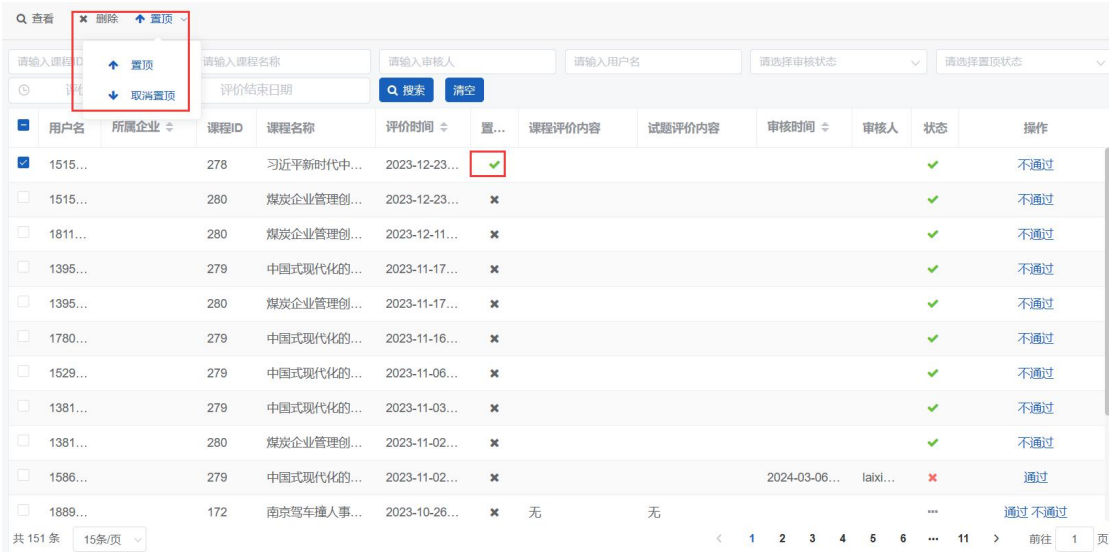 查看 删除 置顶
置顶
取消置顶
请输入课程ID 请输入课程名称 请输入审核人 请输入用户名 请选择审核状态 请选择置顶状态
评价结束日期 搜索 清空
用户名 所属企业 课程ID 课程名称 评价时间 置... 课程评价内容 试题评价内容 审核时间 审核人 状态 操作
1515... 278 习近平新时代中... 2023-12-23... 不通过
1515... 280 煤炭企业管理创... 2023-12-23... 不通过
1811... 280 煤炭企业管理创... 2023-12-11... 不通过
1395... 279 中国式现代化的... 2023-11-17... 不通过
1395... 280 煤炭企业管理创... 2023-11-17... 不通过
1780... 279 中国式现代化的... 2023-11-16... 不通过
1529... 279 中国式现代化的... 2023-11-06... 不通过
1381... 279 中国式现代化的... 2023-11-03... 不通过
1381... 280 煤炭企业管理创... 2023-11-02... 不通过
1586... 279 中国式现代化的... 2023-11-02... 2024-03-06... laixi... 通过
1889... 172 南京驾车撞人事... 2023-10-26... 无 无 通过 不通过
共 151 条 15条/页 1 2 3 4 5 6 ... 11 前往 1 页